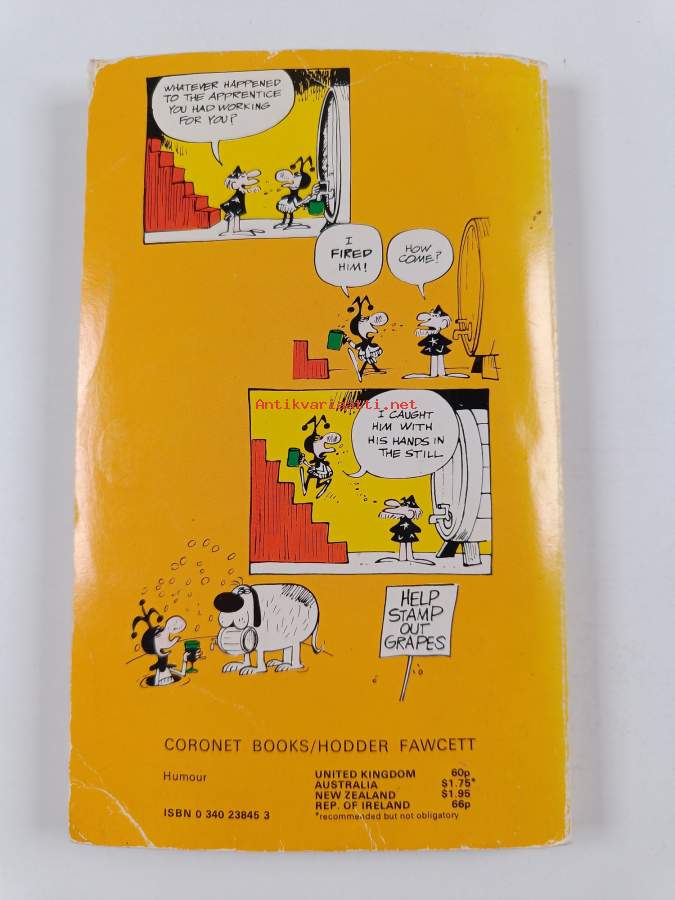 WHATEVER HAPPENED
TO THE APPRENTICE
YOU HAD WORKING
FOR YOU?
I
FIRED
HIM!
HOW
COME?
Antikvariaatti.net
I CAUGHT
HIM WITH
HIS HANDS IN
THE STILL
HELP
STAMP
OUT
GRAPES
CORONET BOOKS/HODDER FAWCETT
Humour
UNITED KINGDOM 60p
AUSTRALIA $1.75*
NEW ZEALAND $1.95
REP. OF IRELAND 66p
*recommended but not obligatory
ISBN 0 340 23845 3